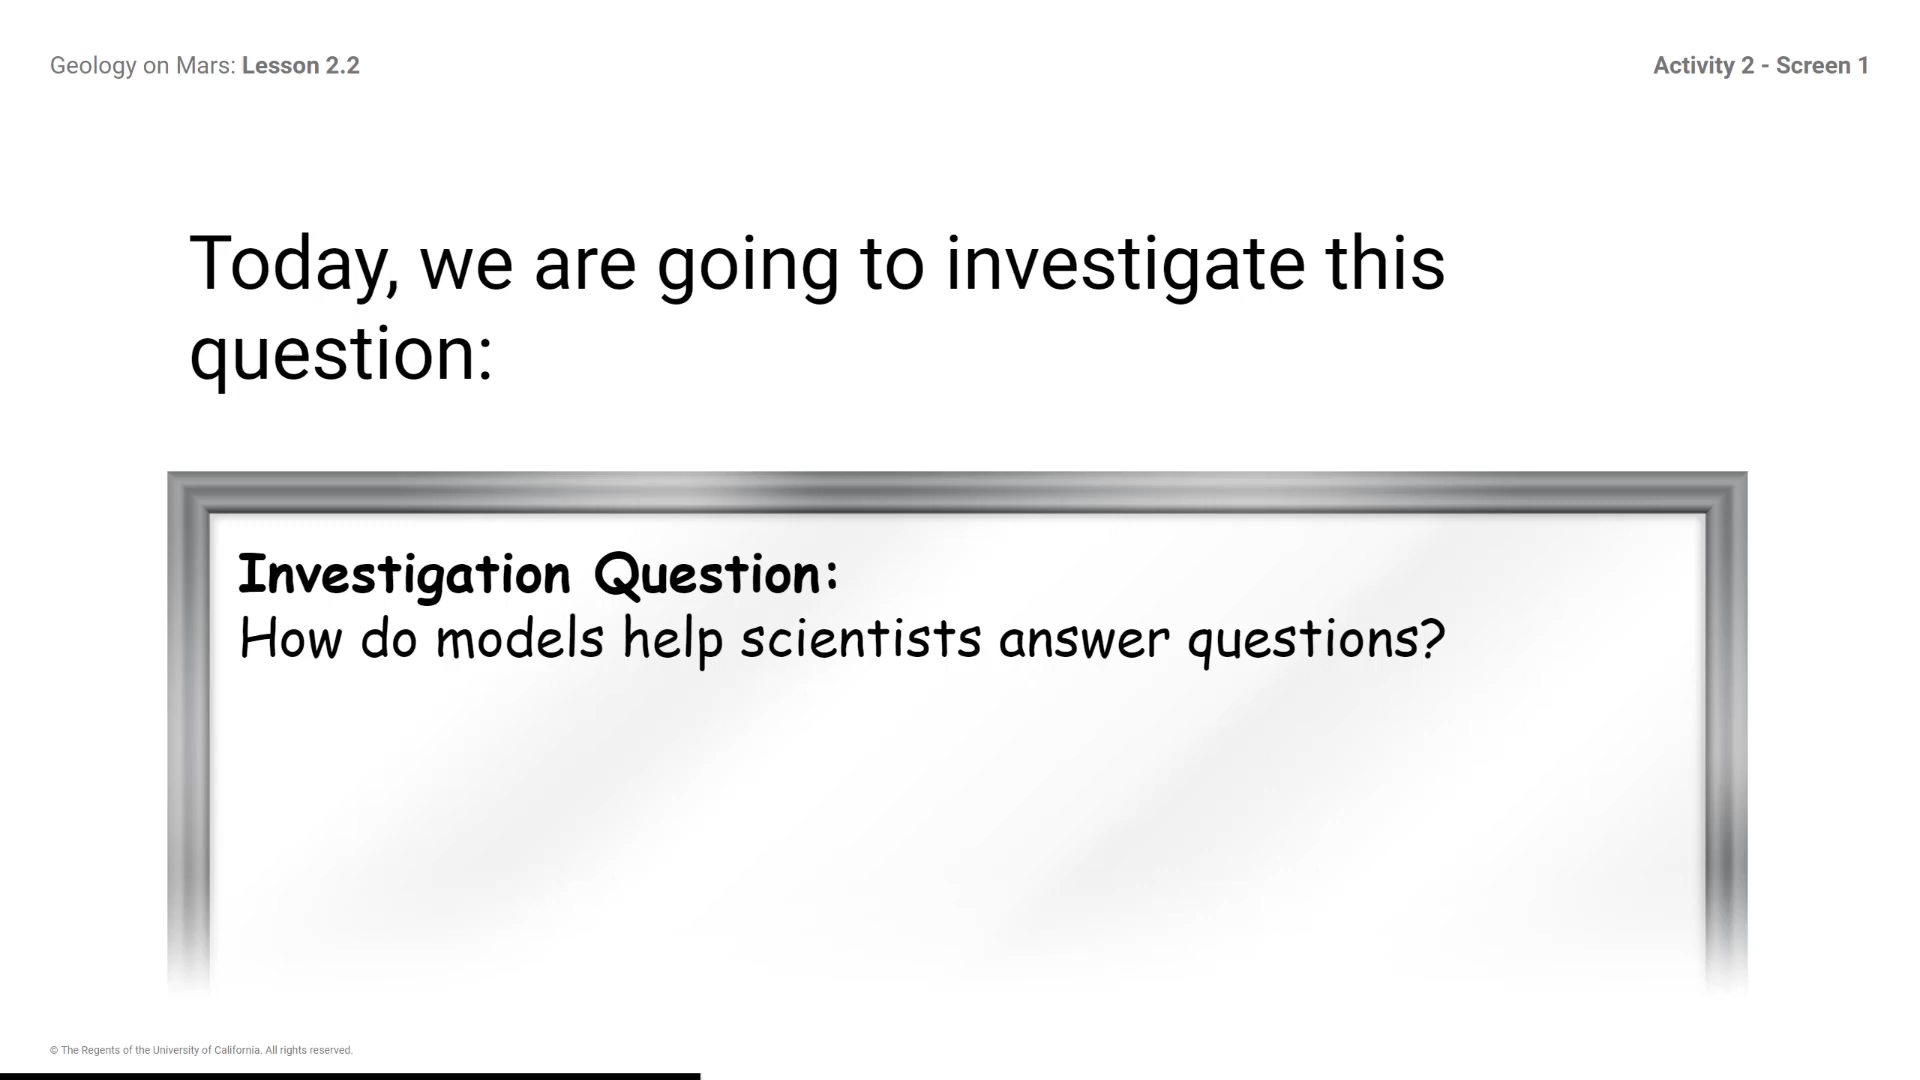 Geology on Mars: Lesson 2.2
Activity 2 - Screen 1
Today, we are going to investigate this
question:
Investigation Question:
How do models help scientists answer questions?
© The Regents of the University of California. All rights reserved.